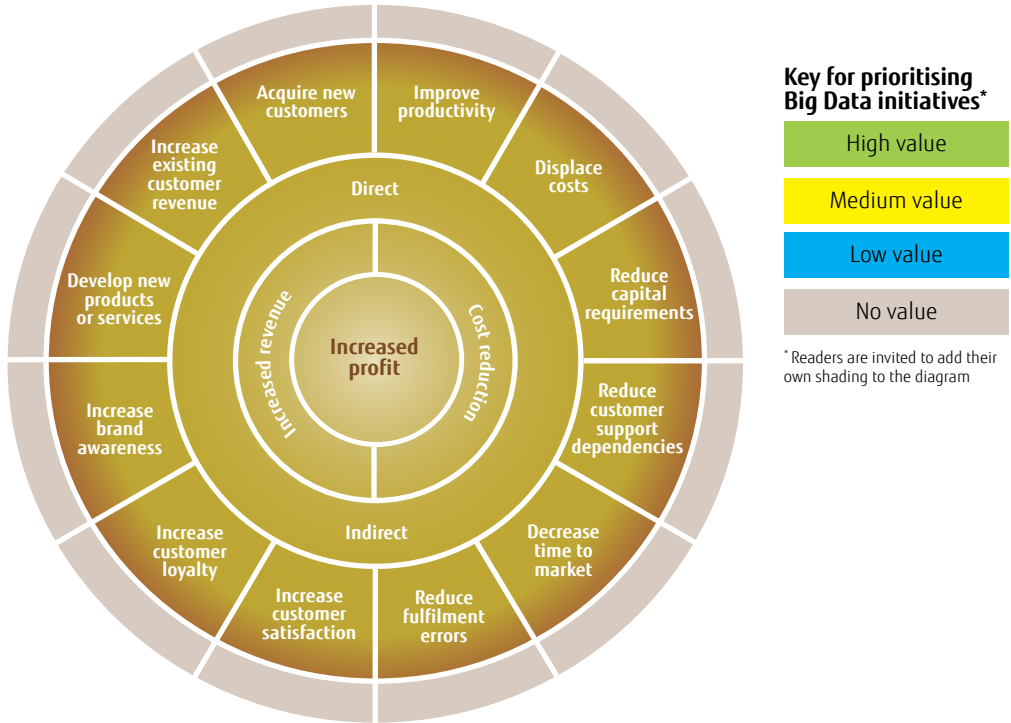 Acquire new
customers
Improve
productivity
Increase
existing
customer
revenue
Displace
costs
Direct
Develop new
products
or services
Reduce
capital
requirements
Increased revenue
Increased
profit
Cost reduction
Increase
brand
awareness
Reduce
customer
support
dependencies
Indirect
Increase
customer
loyalty
Decrease
time to
market
Increase
customer
satisfaction
Reduce
fulfilment
errors
Key for prioritising
Big Data initiatives*
High value
Medium value
Low value
No value
* Readers are invited to add their
own shading to the diagram